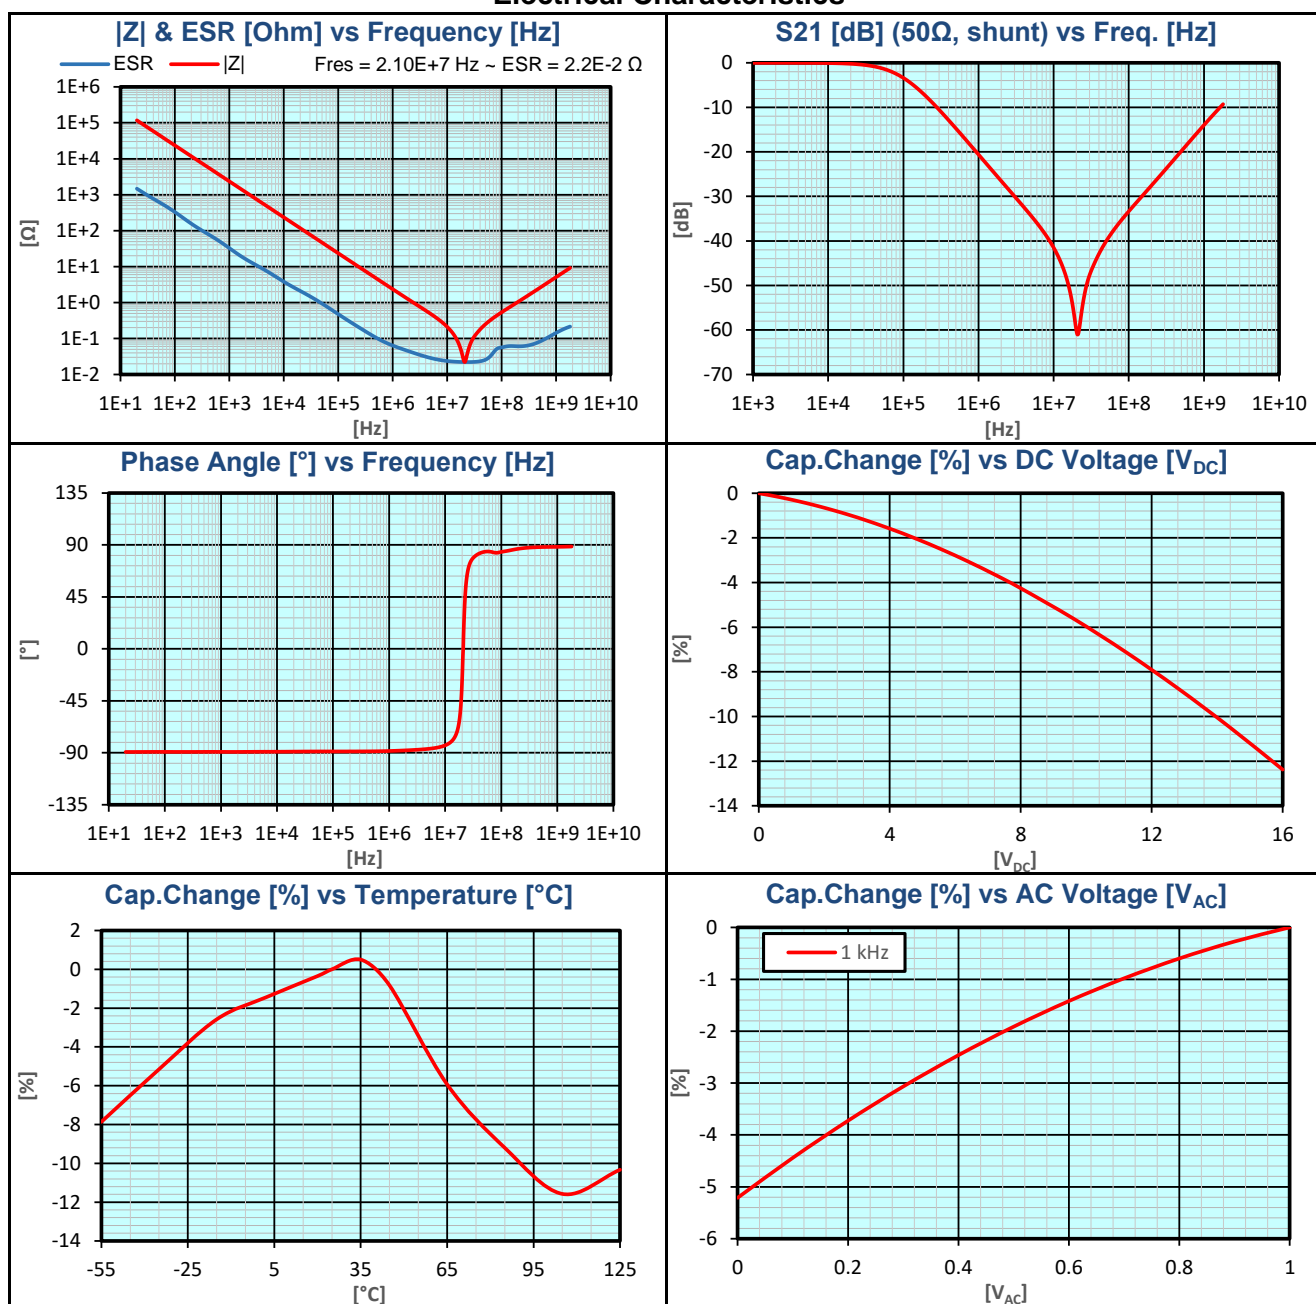 Electrical Characteristics
|Z| & ESR [Ohm] vs Frequency [Hz]
ESR |Z| Fres = 2.10E+7 Hz ~ ESR = 2.2E-2 Ω
1E+6
1E+5
1E+4
1E+3
1E+2
1E+1
1E+0
1E-1
1E-2
[Ω]
1E+1 1E+2 1E+3 1E+4 1E+5 1E+6 1E+7 1E+8 1E+9 1E+10
[Hz]
S21 [dB] (50Ω, shunt) vs Freq. [Hz]
0
-10
-20
-30
-40
-50
-60
-70
[dB]
1E+3 1E+4 1E+5 1E+6 1E+7 1E+8 1E+9 1E+10
[Hz]
Phase Angle [°] vs Frequency [Hz]
135
90
45
0
-45
-90
-135
[°]
1E+1 1E+2 1E+3 1E+4 1E+5 1E+6 1E+7 1E+8 1E+9 1E+10
[Hz]
Cap.Change [%] vs DC Voltage [VDC]
0
-2
-4
-6
-8
-10
-12
-14
[%]
0 4 8 12 16
[VDC]
Cap.Change [%] vs Temperature [°C]
2
0
-2
-4
-6
-8
-10
-12
-14
[%]
-55 -25 5 35 65 95 125
[°C]
Cap.Change [%] vs AC Voltage [VAC]
1 kHz
0
-1
-2
-3
-4
-5
-6
[%]
0 0.2 0.4 0.6 0.8 1
[VAC]